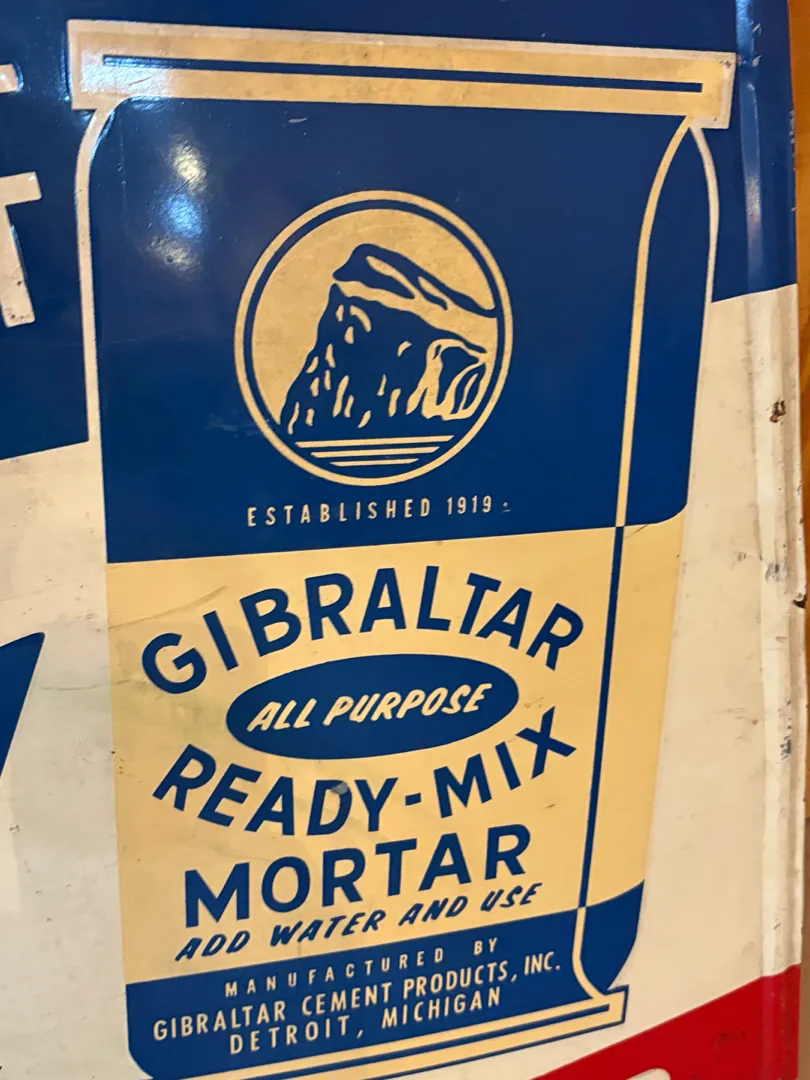 T
ESTABLISHED 1919
GIBRALTAR
ALL PURPOSE
READY-MIX
MORTAR
ADD WATER AND USE
MANUFACTURED BY
GIBRALTAR CEMENT PRODUCTS, INC.
DETROIT, MICHIGAN